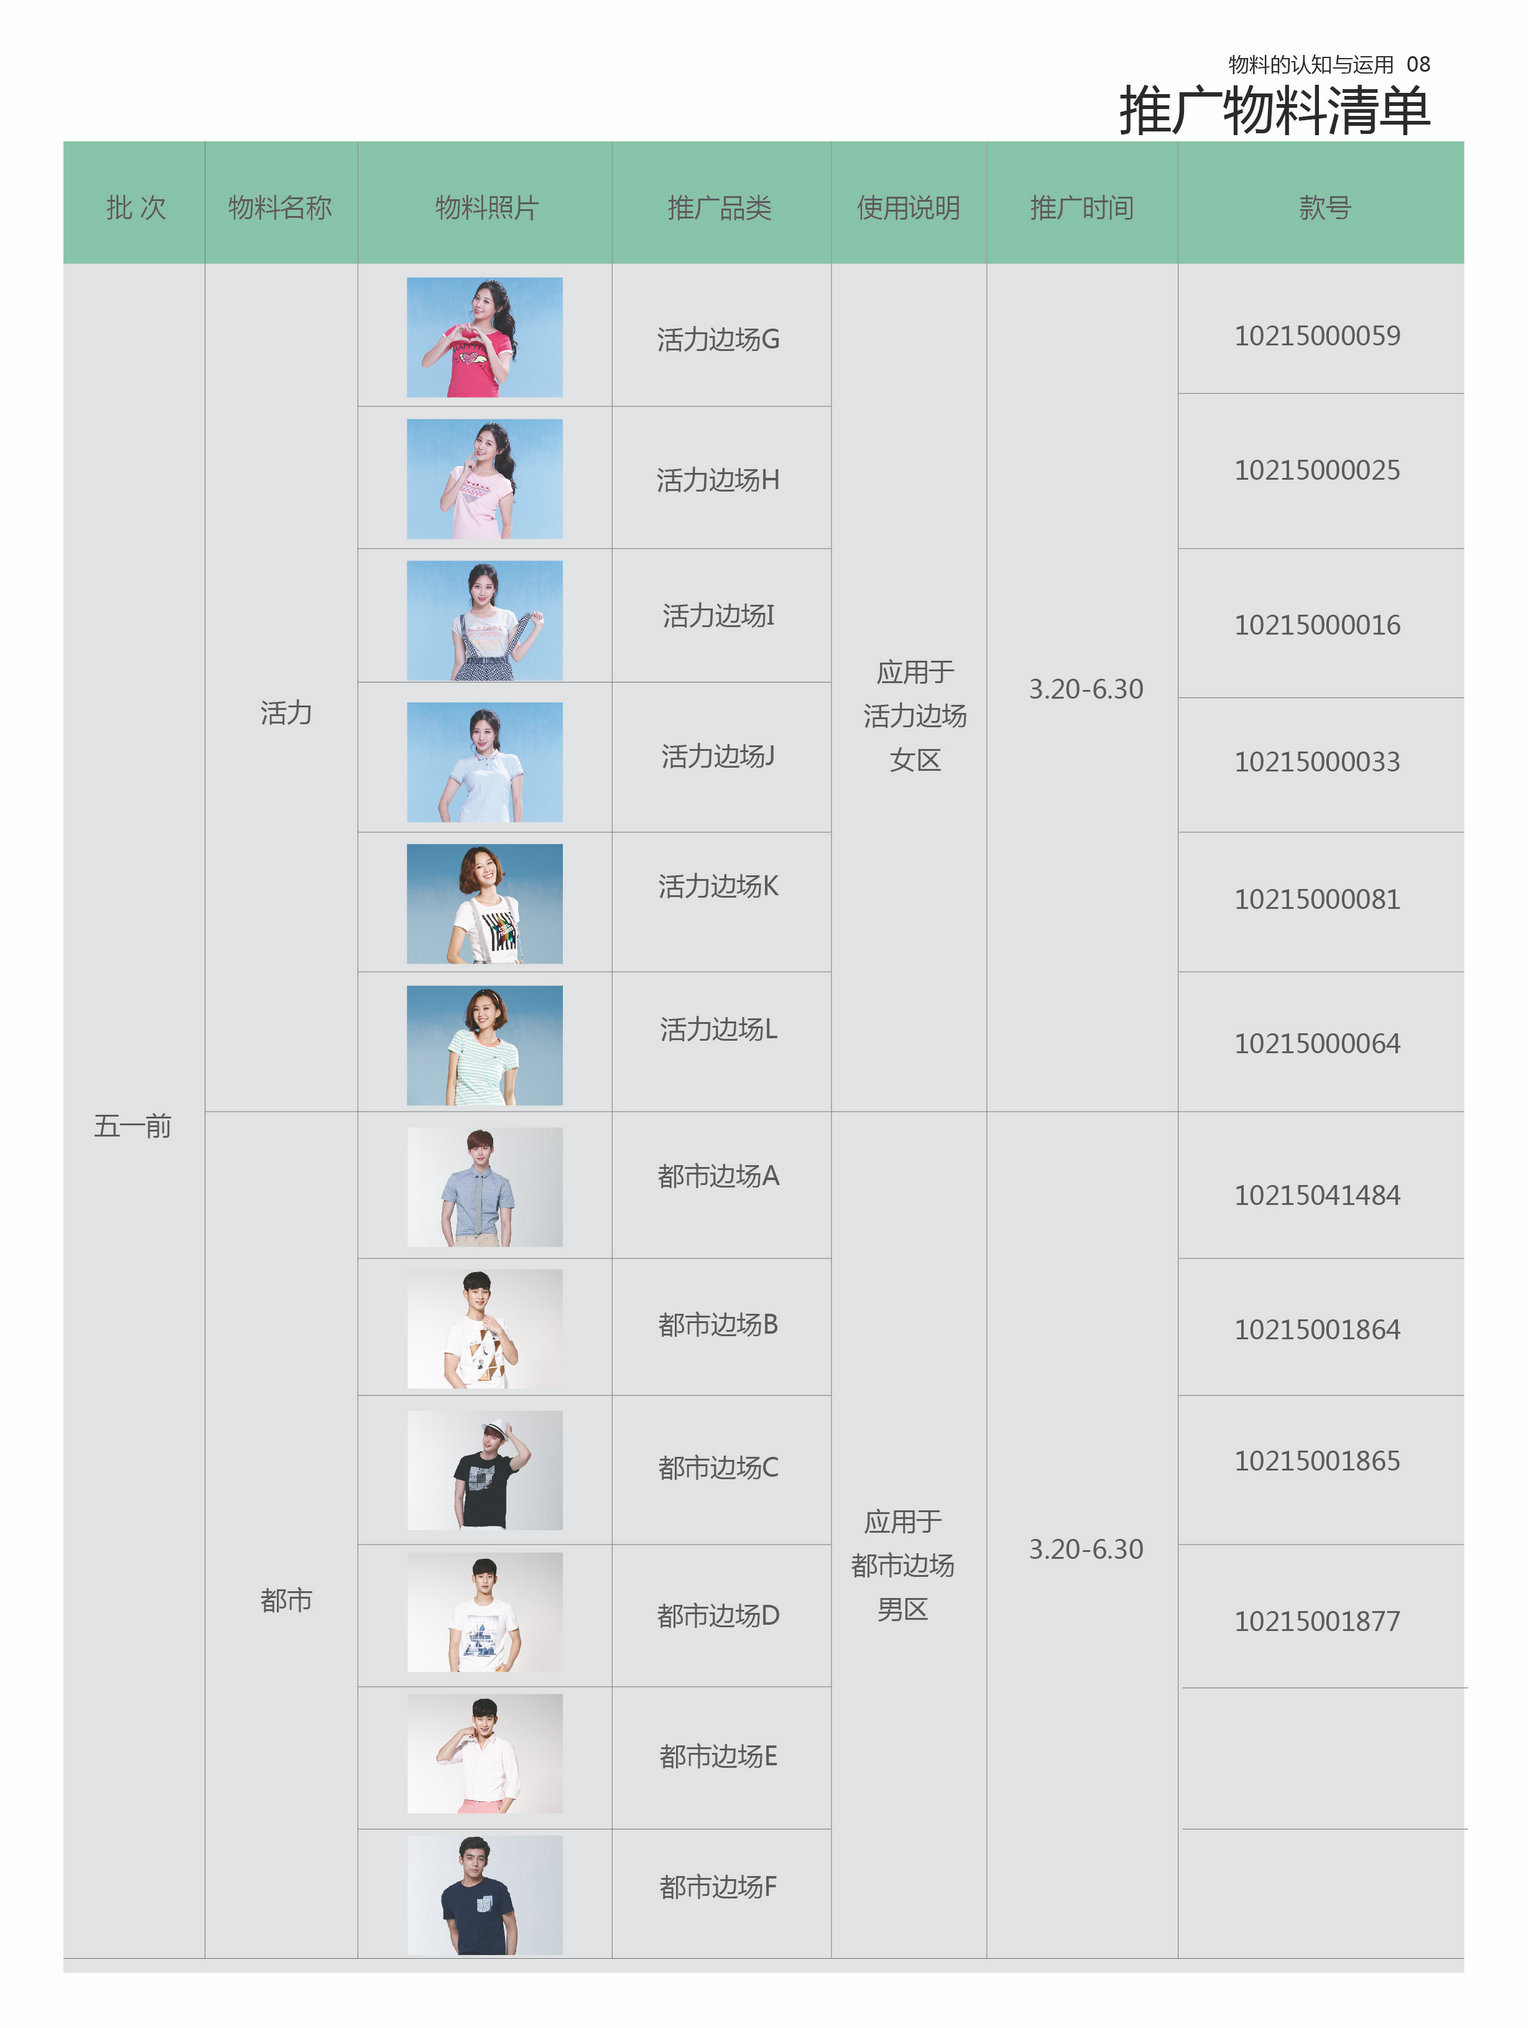 物料的认知与运用 08
推广物料清单
批 次 物料名称 物料照片 推广品类 使用说明 推广时间 款号
活力边场G 10215000059
活力边场H 10215000025
活力边场I 10215000016
应用于
活力 活力边场 3.20-6.30
女区
活力边场J 10215000033
活力边场K 10215000081
活力边场L 10215000064
五一前
都市边场A 10215041484
都市边场B 10215001864
都市边场C 10215001865
应用于
都市 都市边场 3.20-6.30
男区
都市边场D 10215001877
都市边场E
都市边场F